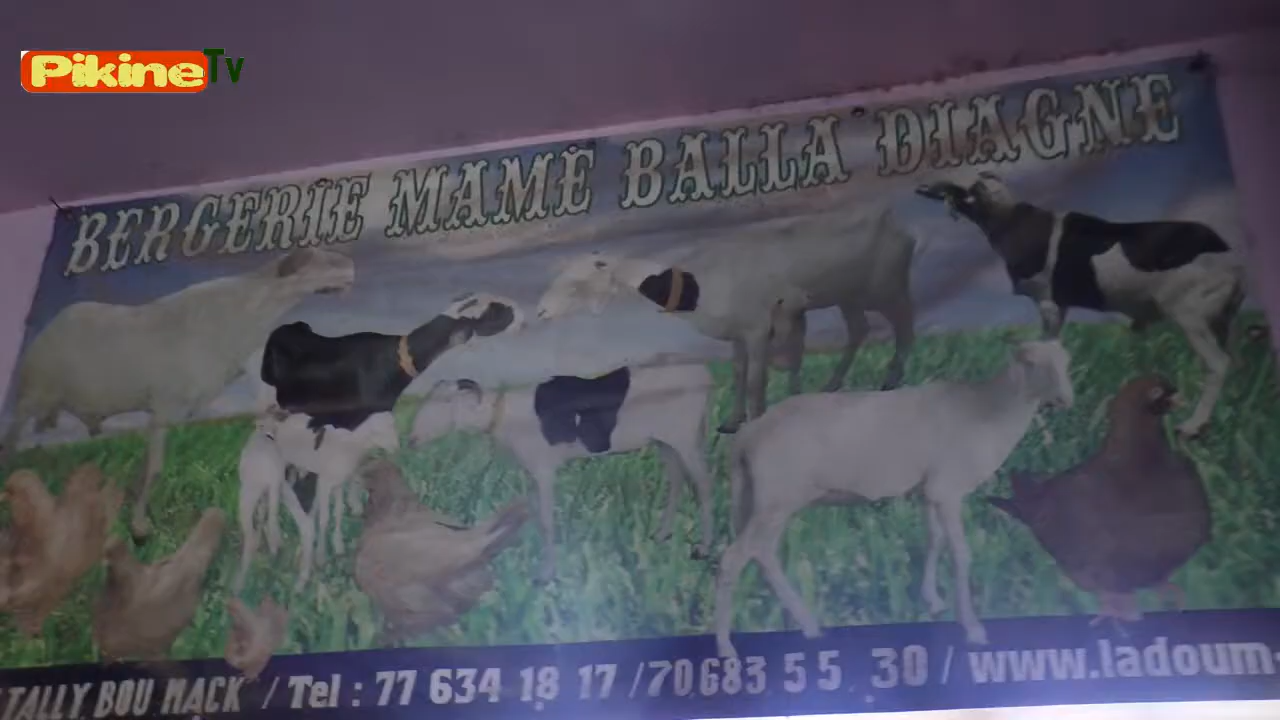 PikineTv
BERGERIE MAME BALLA DIAGNE
TALLY BOU MACK / Tel : 77 634 18 17 / 70 683 55 30 / www.ladoum-